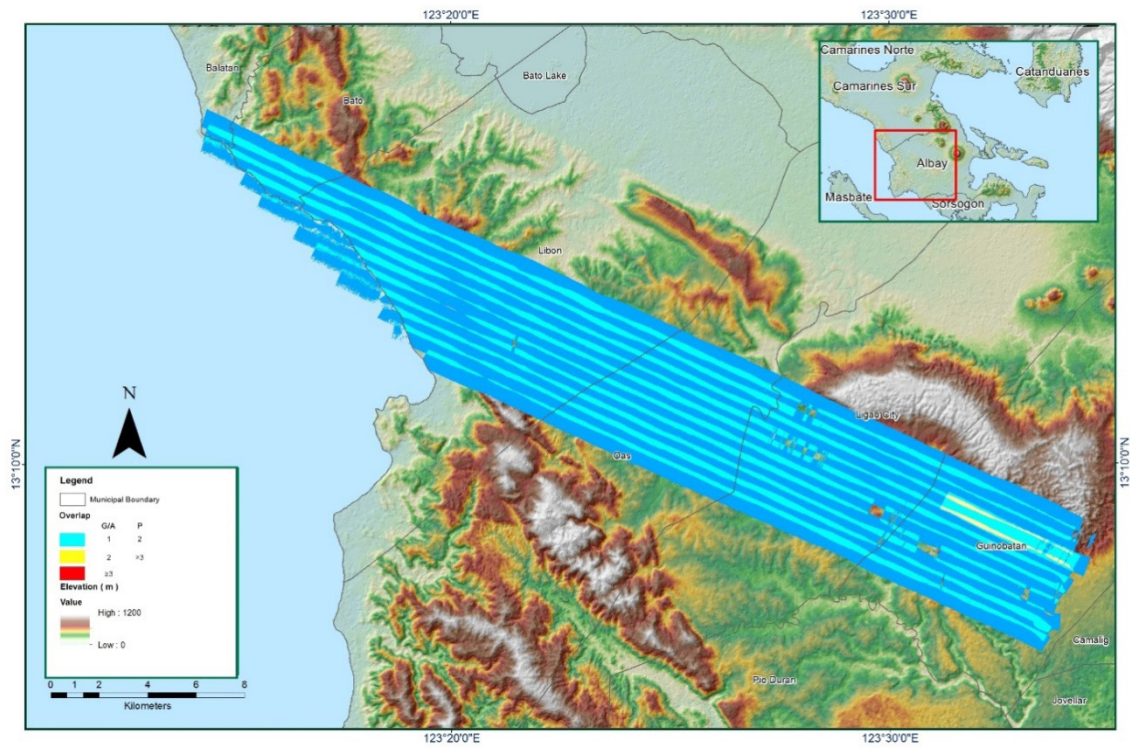 123°20'0"E
123°30'0"E
Camarines Norte
Catanduanes
Camarines Sur
Albay
Masbate
Sorsogon
Balatan
Bato Lake
Bato
Libon
Ligao City
Oas
Guinobatan
Camalig
Pio Duran
Jovellar
N
13°10'0"N
13°10'0"N
Legend
Municipal Boundary
Overlap
G/A P
1 2
2 >3
≥3
Elevation ( m )
Value
High : 1200
Low : 0
0 1 2 4 6 8
Kilometers
123°20'0"E
123°30'0"E